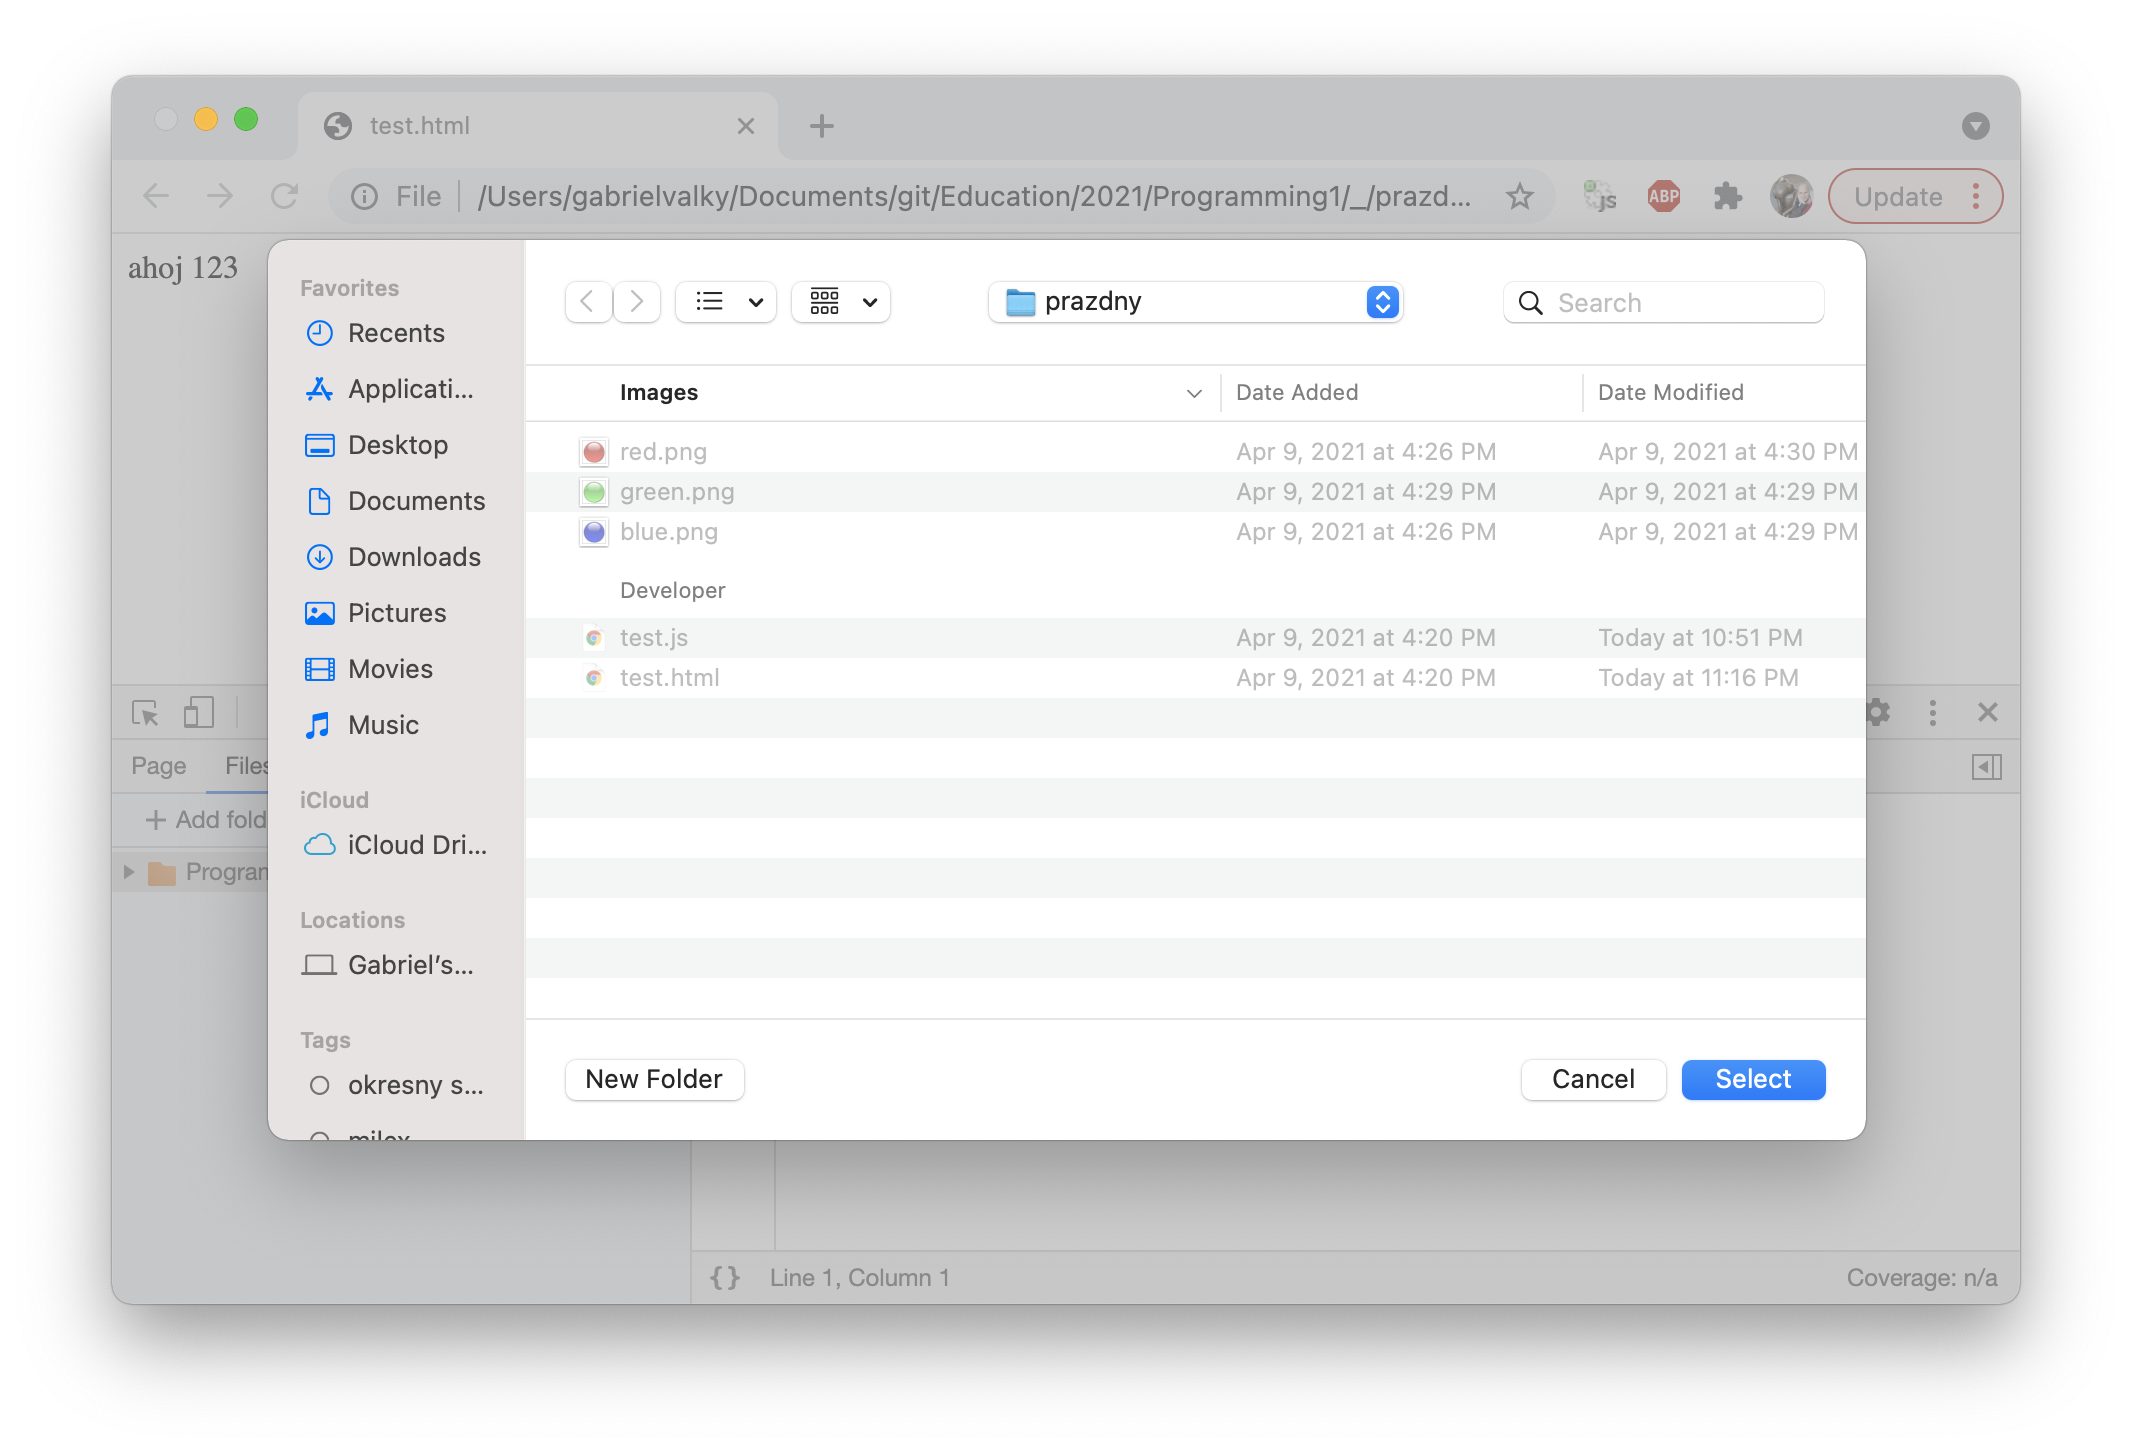 test.html
File /Users/gabrielvalky/Documents/git/Education/2021/Programming1/_/prazd...
js
ABP
Update
ahoj 123
Favorites
Recents
Applicati...
Desktop
Documents
Downloads
Pictures
Movies
Music
iCloud
iCloud Dri...
Locations
Gabriel’s...
Tags
okresny s...
prazdny
Search
Images Date Added Date Modified
red.png Apr 9, 2021 at 4:26 PM Apr 9, 2021 at 4:30 PM
green.png Apr 9, 2021 at 4:29 PM Apr 9, 2021 at 4:29 PM
blue.png Apr 9, 2021 at 4:26 PM Apr 9, 2021 at 4:29 PM
Developer
test.js Apr 9, 2021 at 4:20 PM Today at 10:51 PM
test.html Apr 9, 2021 at 4:20 PM Today at 11:16 PM
New Folder
Cancel
Select
Page Files
+ Add fold
Program
{} Line 1, Column 1
Coverage: n/a